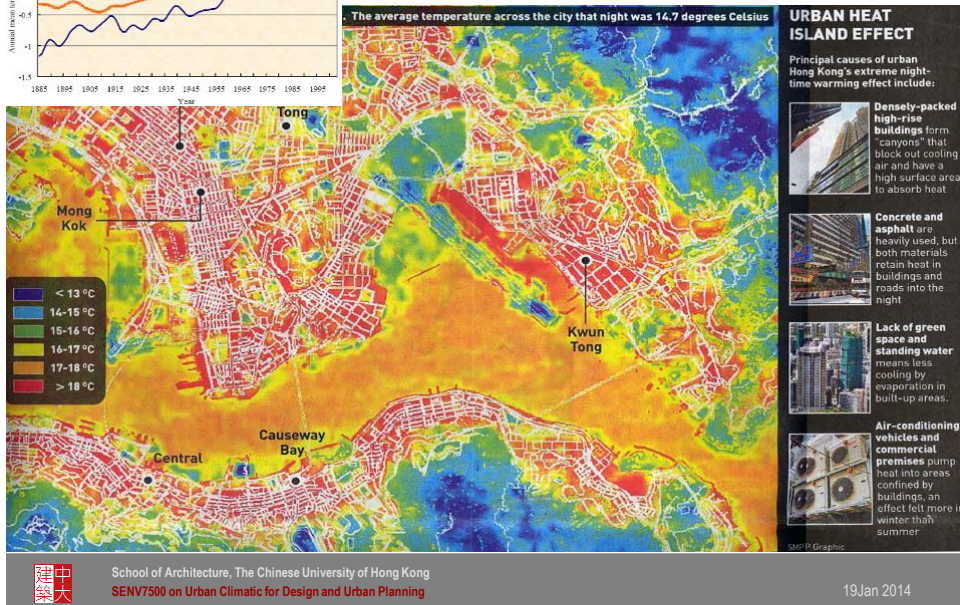 Annual mean te
-0.5
-1
-1.5
1885 1895 1905 1915 1925 1935 1945 1955 1965 1975 1985 1995
Year
. The average temperature across the city that night was 14.7 degrees Celsius
Tong
Mong
Kok
< 13 ºC
14-15 ºC
15-16 ºC
16-17 ºC
17-18 ºC
> 18 ºC
Kwun
Tong
Causeway
Bay
Central
URBAN HEAT
ISLAND EFFECT
Principal causes of urban
Hong Kong's extreme night-
time warming effect include:
Densely-packed
high-rise
buildings form
"canyons" that
block out cooling
air and have a
high surface area
to absorb heat
Concrete and
asphalt are
heavily used, but
both materials
retain heat in
buildings and
roads into the
night
Lack of green
space and
standing water
means less
cooling by
evaporation in
built-up areas.
Air-conditioning
vehicles and
commercial
premises pump
heat into areas
confined by
buildings, an
effect felt more in
winter than
summer
SMP Graphic
建中
築大
School of Architecture, The Chinese University of Hong Kong
SENV7500 on Urban Climatic for Design and Urban Planning
19Jan 2014